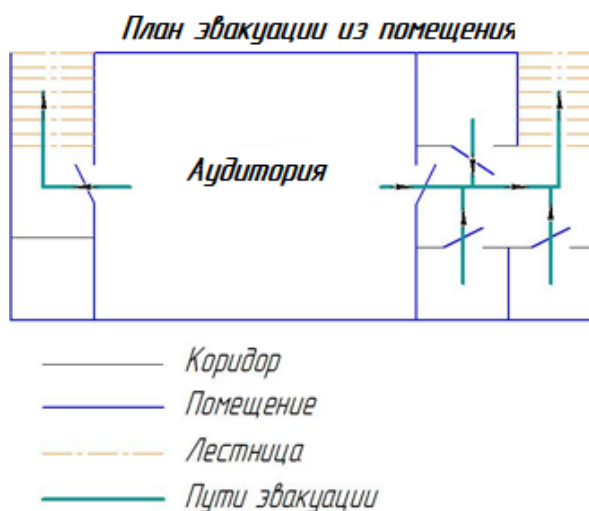 План эвакуации из помещения
Аудитория
Коридор
Помещение
Лестница
Пути эвакуации